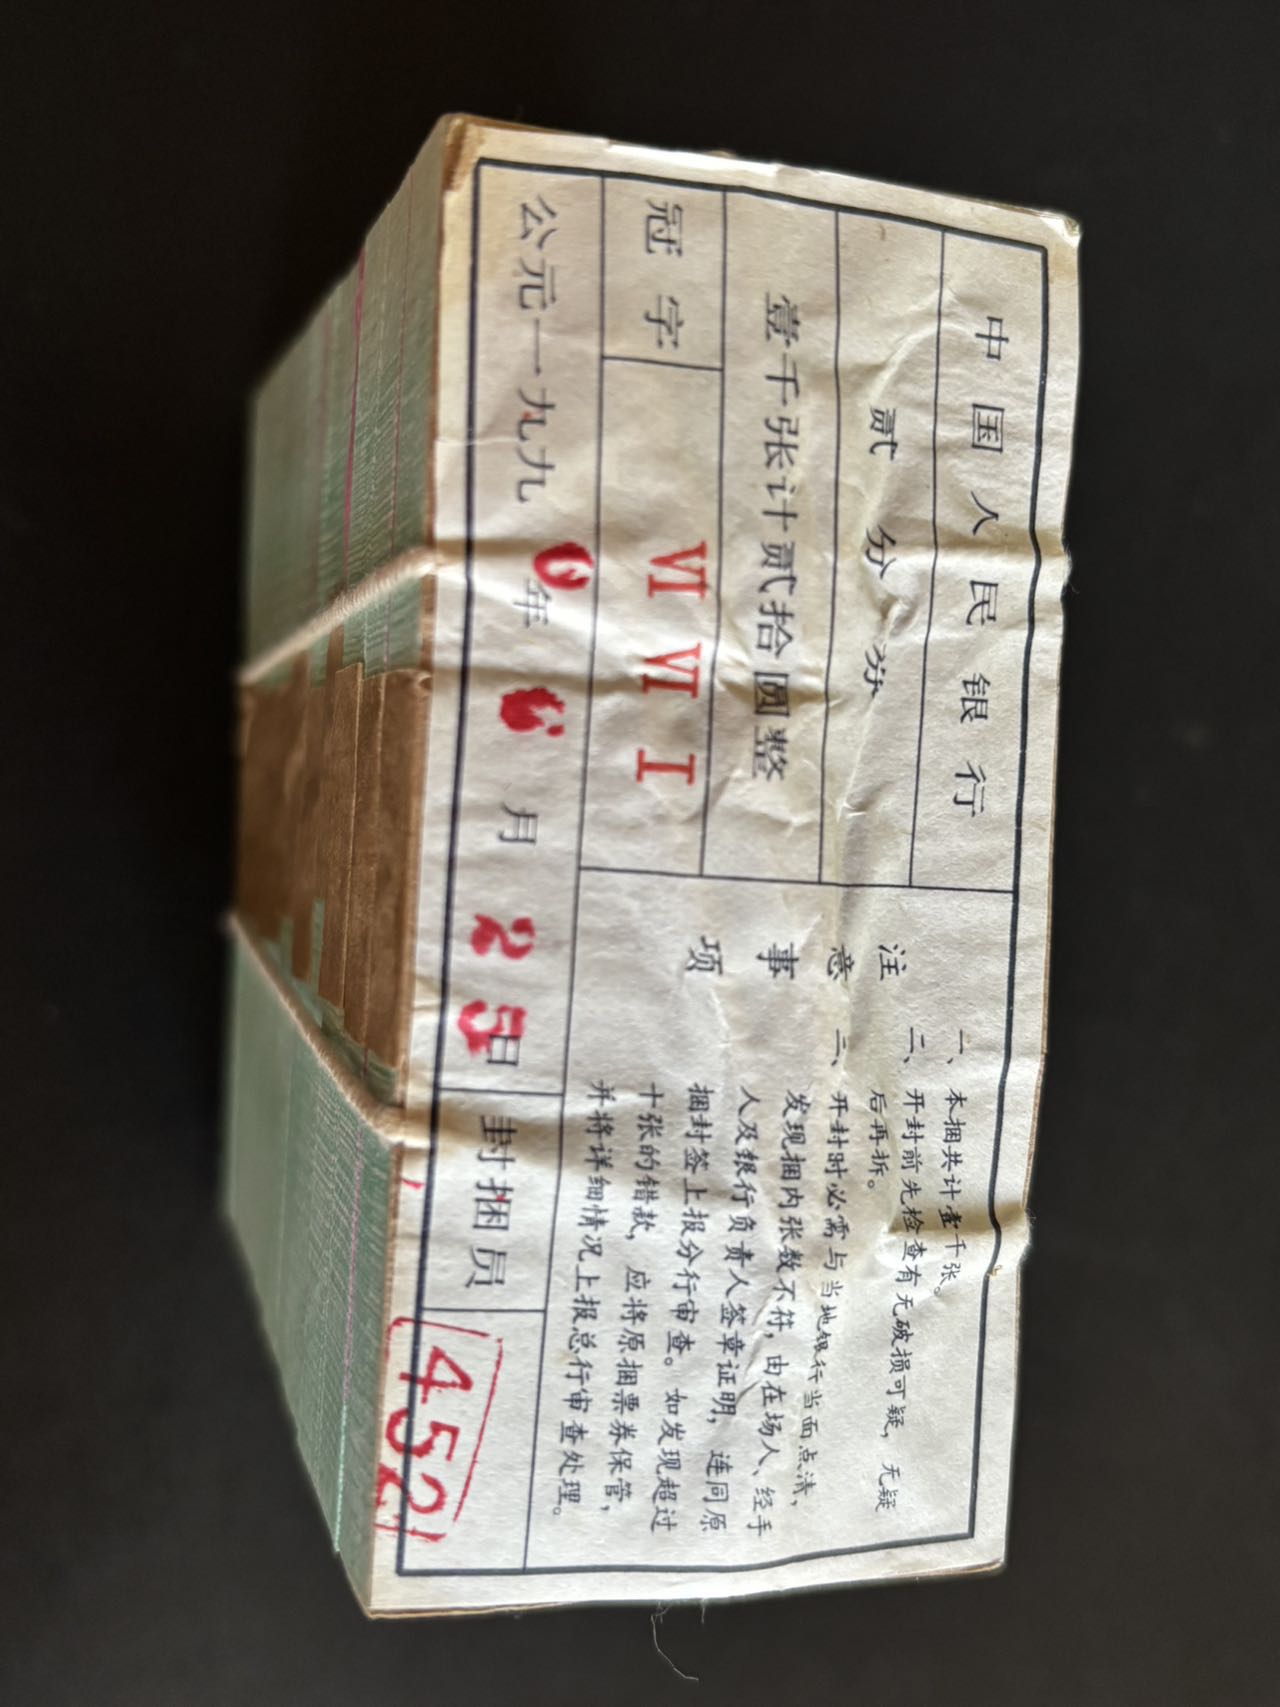 中国人民银行
贰分券
壹千张计贰拾圆整
冠字 VI VI I
公元一九九0年6月25日
封捆员 452
注意事项
一、本捆共计壹千张。
二、开封前先检查有无破损可疑，无疑
后再拆。
三、开封时必需与当地银行当面点清，
发现捆内张数不符，由在场人、经手
人及银行负责人签章证明，连同原
捆封签上报分行审查。如发现超过
十张的错款，应将原捆票券保管，
并将详细情况上报总行审查处理。